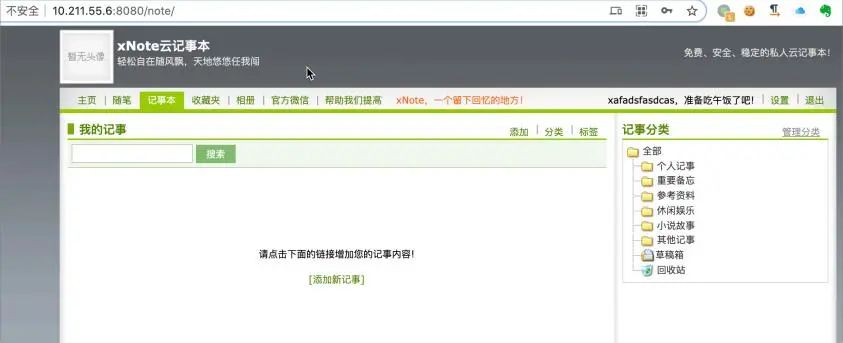 不安全 | 10.211.55.6:8080/note/
暂无头像
xNote云记事本
轻松自在随风飘，天地悠悠任我闯
免费、安全、稳定的私人云记事本！
主页 | 随笔 记事本 收藏夹 | 相册 | 官方微信 | 帮助我们提高 xNote，一个留下回忆的地方！ xafadsfasdcas，准备吃午饭了吧！ | 设置 | 退出
我的记事 添加 | 分类 | 标签
搜索
请点击下面的链接增加您的记事内容！
[添加新记事]
记事分类 管理分类
全部
个人记事
重要备忘
参考资料
休闲娱乐
小说故事
其他记事
草稿箱
回收站